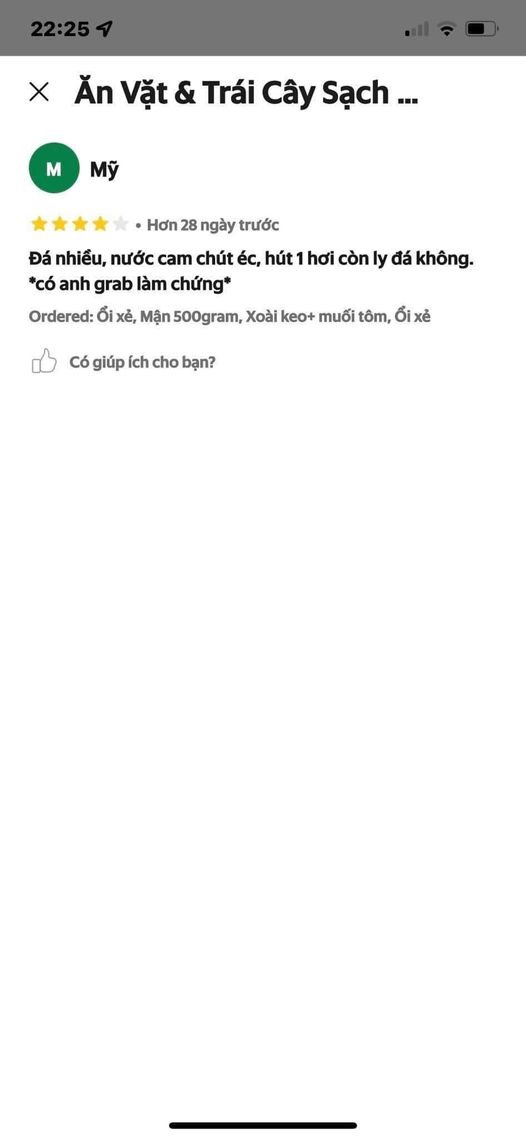 22:25
Ăn Vặt & Trái Cây Sạch ...
M
Mỹ
• Hơn 28 ngày trước
Đá nhiều, nước cam chút éc, hút 1 hơi còn ly đá không.
*có anh grab làm chứng*
Ordered: Ổi xẻ, Mận 500gram, Xoài keo+ muối tôm, Ổi xẻ
Có giúp ích cho bạn?